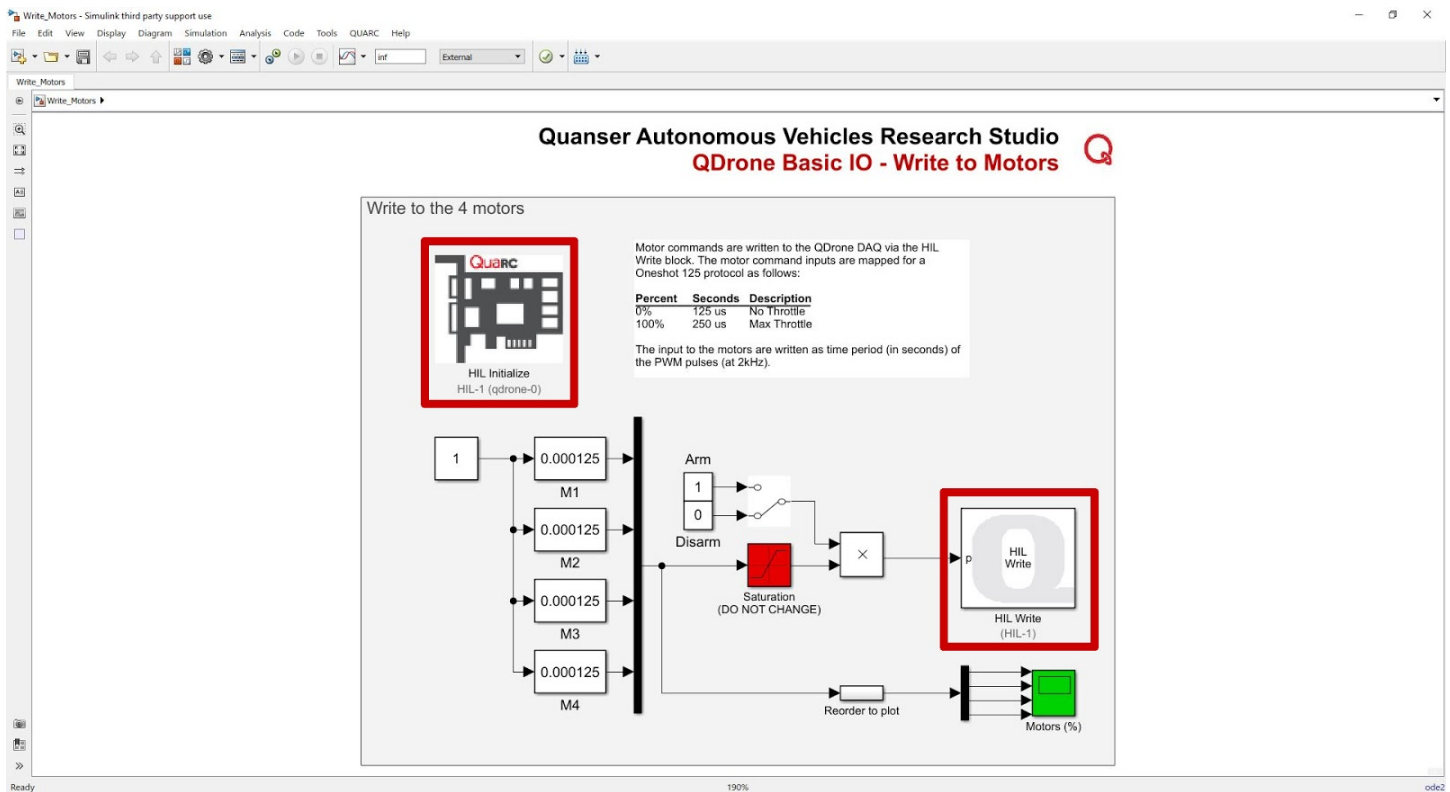 Write_Motors - Simulink third party support use
File Edit View Display Diagram Simulation Analysis Code Tools QUARC Help
inf
External
Write_Motors
Write_Motors
Quanser Autonomous Vehicles Research Studio
QDrone Basic IO - Write to Motors
Write to the 4 motors
QUARC
HIL Initialize
HIL-1 (qdrone-0)
Motor commands are written to the QDrone DAQ via the HIL
Write block. The motor command inputs are mapped for a
Oneshot 125 protocol as follows:
Percent Seconds Description
0% 125 us No Throttle
100% 250 us Max Throttle
The input to the motors are written as time period (in seconds) of
the PWM pulses (at 2kHz).
1
0.000125
M1
0.000125
M2
0.000125
M3
0.000125
M4
Arm
1
0
Disarm
Saturation
(DO NOT CHANGE)
×
p
HIL
Write
HIL Write
(HIL-1)
Reorder to plot
Motors (%)
Ready
190%
ode2